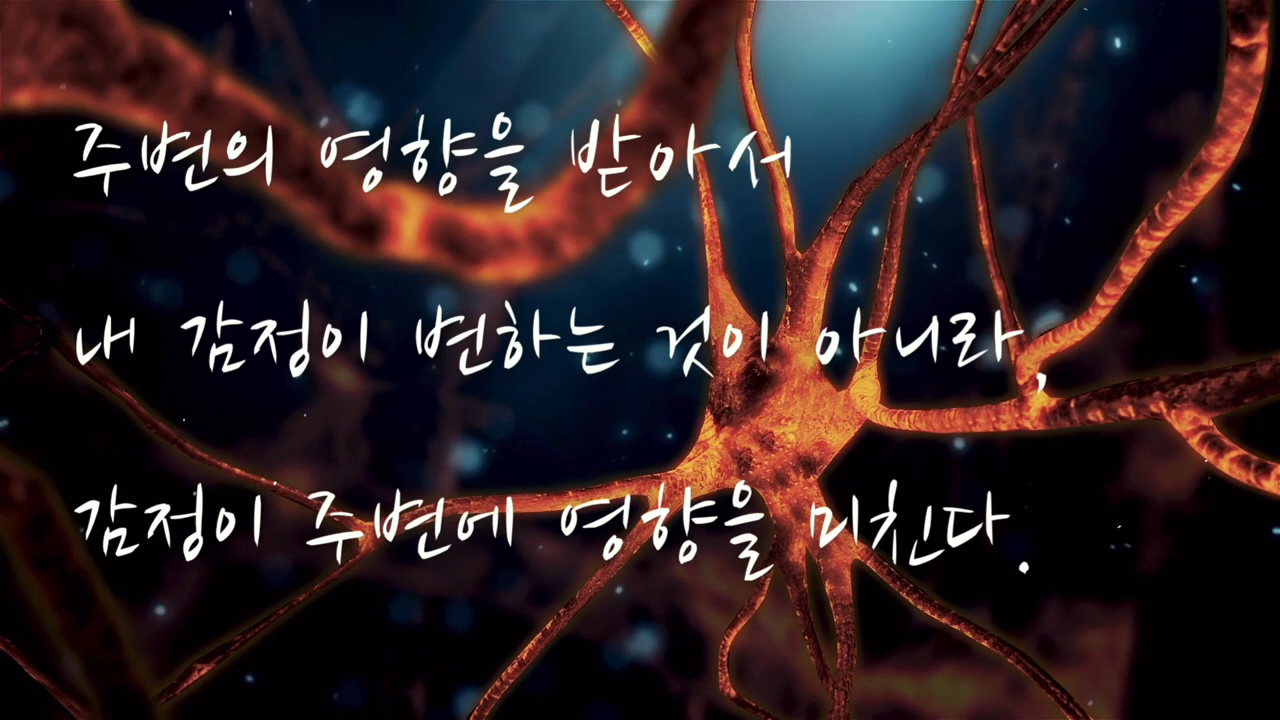 주변의 영향을 받아서
내 감정이 변하는 것이 아니라,
감정이 주변에 영향을 미친다.